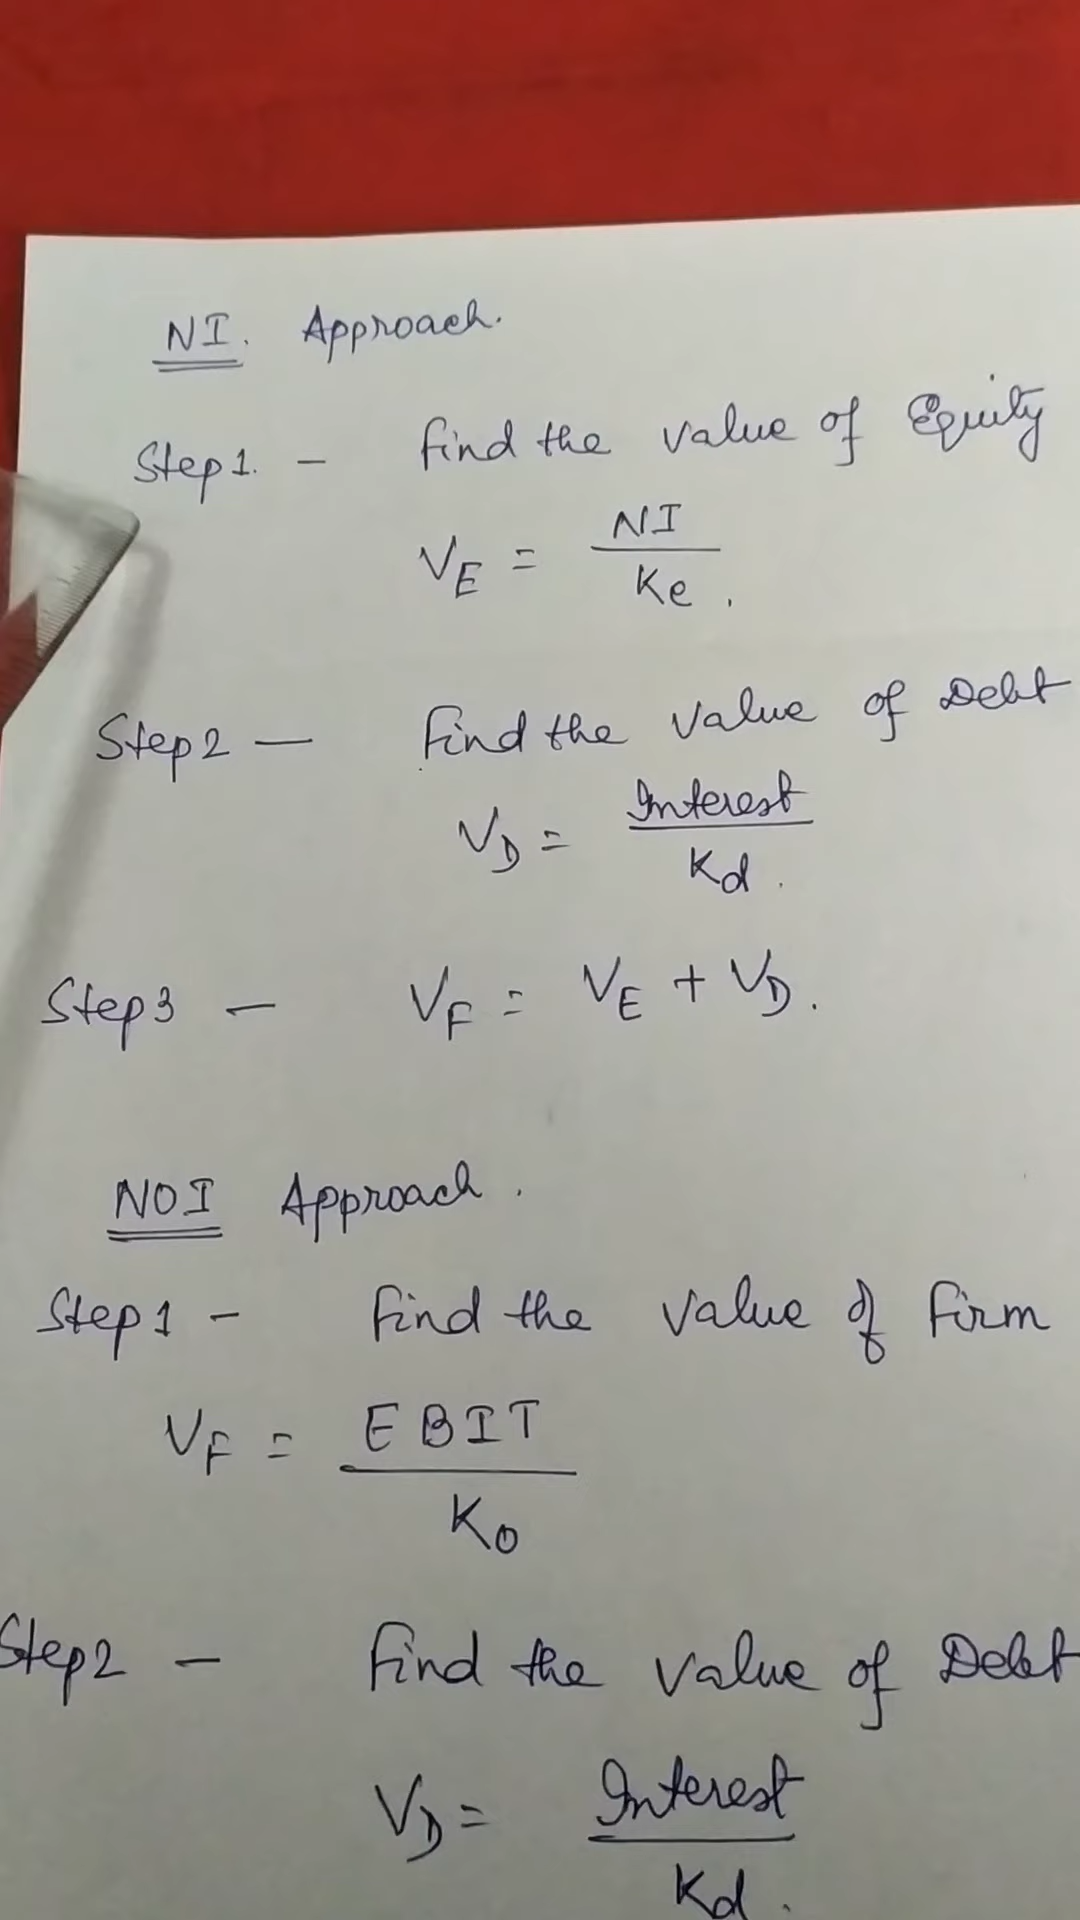 NI. Approach.
Step 1. - find the value of Equity
VE = NI / Ke.
Step 2 — find the value of Debt
VD = Interest / Kd.
Step 3 — VF = VE + VD.
NOI Approach.
Step 1 - find the value of firm
VF = EBIT / Ko
Step 2 - find the value of Debt
VD = Interest / Kd.